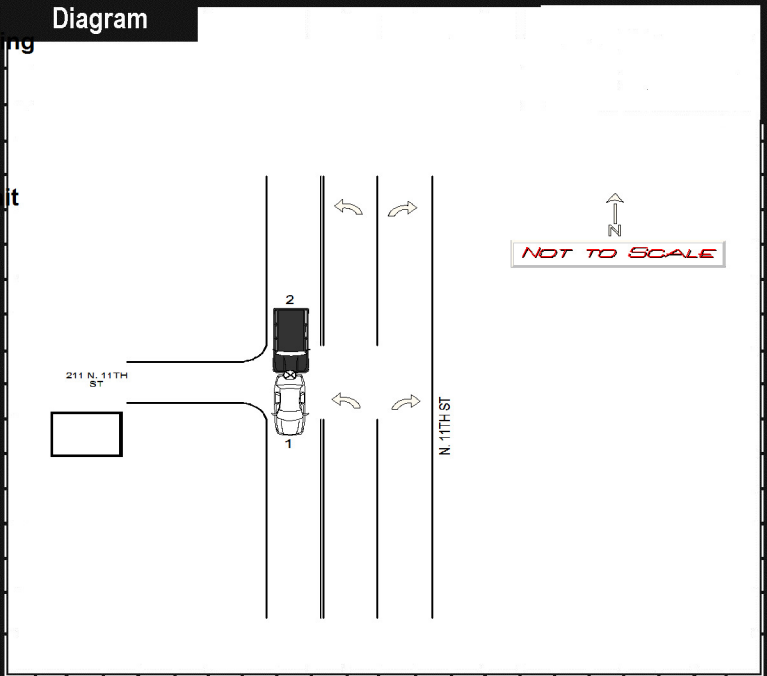 Diagram
ing
it
N
NOT TO SCALE
2
211 N. 11TH
ST
N. 11TH ST
1